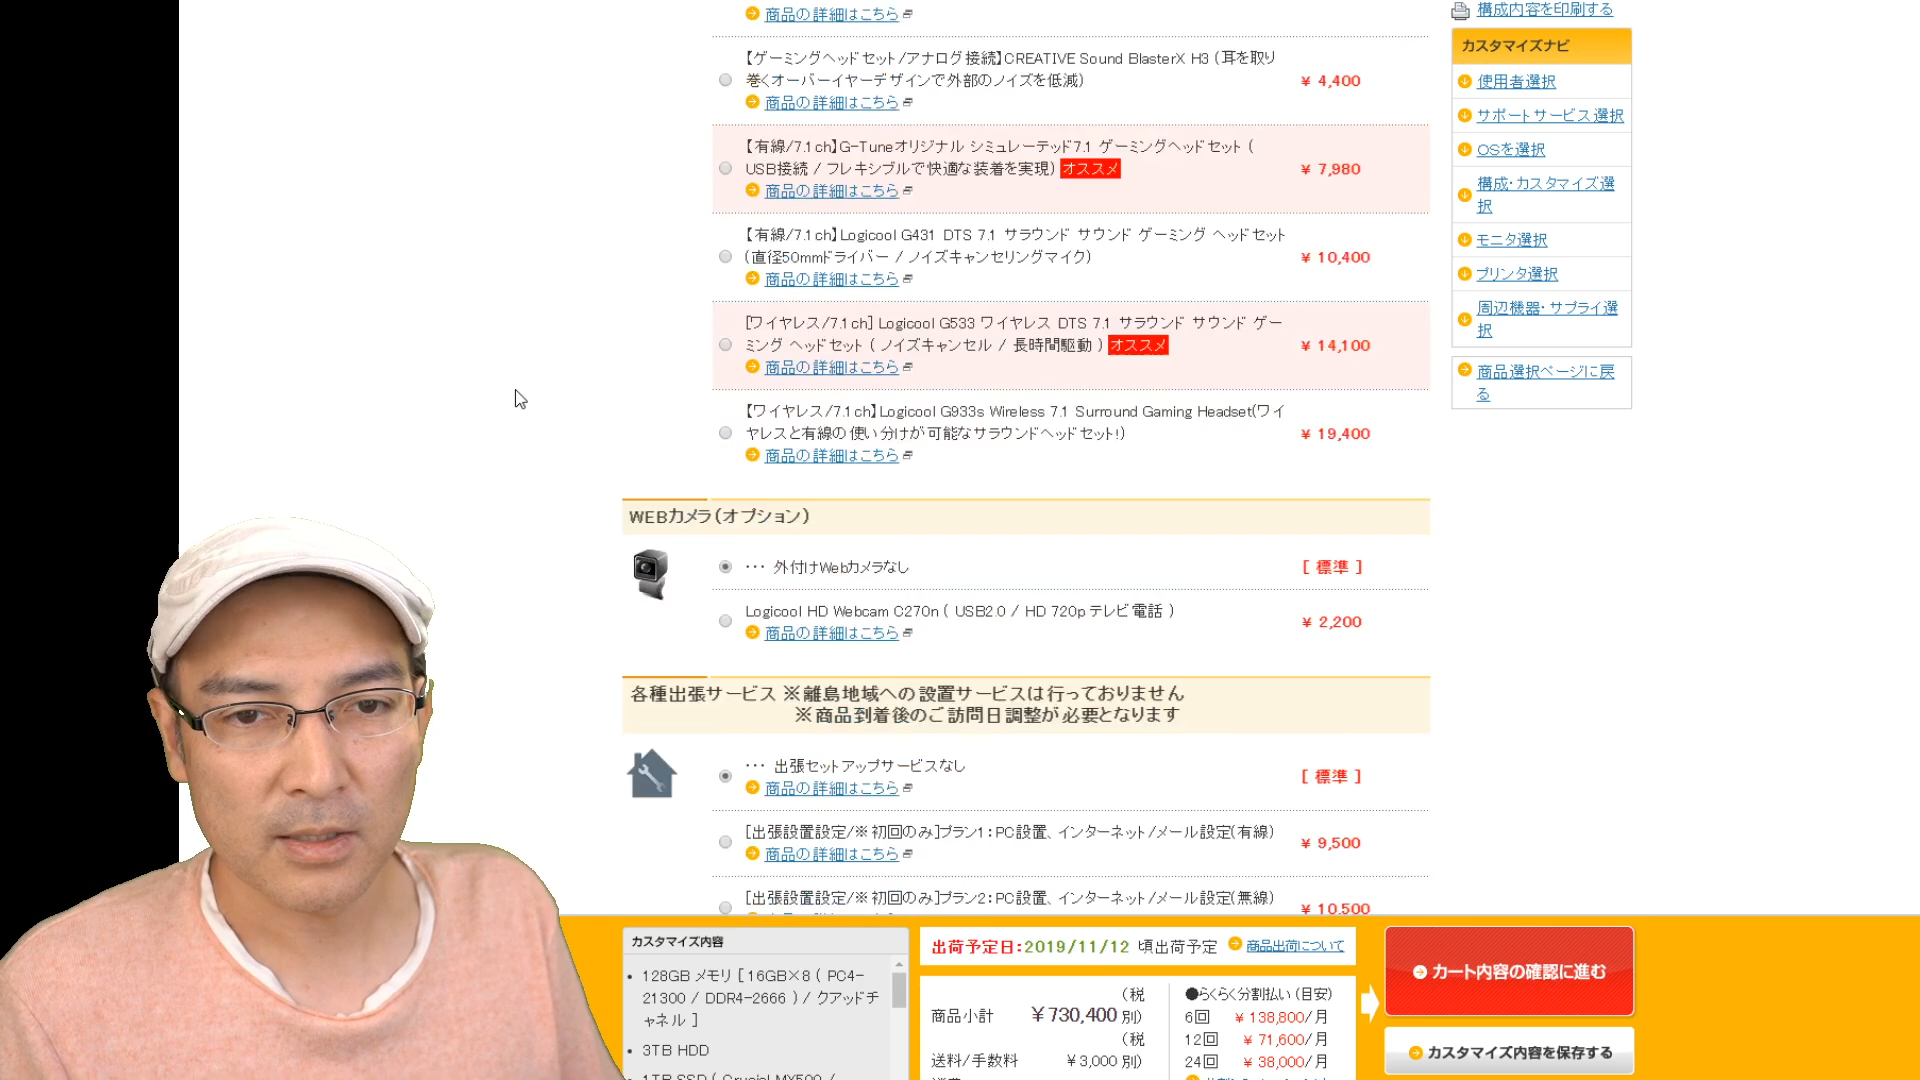 商品の詳細はこちら
【ゲーミングヘッドセット/アナログ接続】CREATIVE Sound BlasterX H3 (耳を取り
巻くオーバーイヤーデザインで外部のノイズを低減)
¥ 4,400
商品の詳細はこちら
【有線/7.1ch】G-Tuneオリジナル シミュレーテッド7.1 ゲーミングヘッドセット (
USB接続 / フレキシブルで快適な装着を実現) オススメ
¥ 7,980
商品の詳細はこちら
【有線/7.1ch】Logicool G431 DTS 7.1 サラウンド サウンド ゲーミング ヘッドセット
(直径50mmドライバー / ノイズキャンセリングマイク)
¥ 10,400
商品の詳細はこちら
[ワイヤレス/7.1ch] Logicool G533 ワイヤレス DTS 7.1 サラウンド サウンド ゲー
ミング ヘッドセット ( ノイズキャンセル / 長時間駆動 ) オススメ
¥ 14,100
商品の詳細はこちら
【ワイヤレス/7.1ch】Logicool G933s Wireless 7.1 Surround Gaming Headset(ワイ
ヤレスと有線の使い分けが可能なサラウンドヘッドセット!)
¥ 19,400
商品の詳細はこちら
WEBカメラ(オプション)
･･･ 外付けWebカメラなし
[ 標準 ]
Logicool HD Webcam C270n ( USB2.0 / HD 720p テレビ電話 )
¥ 2,200
商品の詳細はこちら
各種出張サービス ※離島地域への設置サービスは行っておりません
※商品到着後のご訪問日調整が必要となります
･･･ 出張セットアップサービスなし
[ 標準 ]
商品の詳細はこちら
[出張設置設定/※初回のみ]プラン1:PC設置、インターネット/メール設定(有線)
¥ 9,500
商品の詳細はこちら
[出張設置設定/※初回のみ]プラン2:PC設置、インターネット/メール設定(無線)
¥ 10,500
構成内容を印刷する
カスタマイズナビ
使用者選択
サポートサービス選択
OSを選択
構成・カスタマイズ選
択
モニタ選択
プリンタ選択
周辺機器・サプライ選
択
商品選択ページに戻
る
カスタマイズ内容
128GB メモリ [ 16GB×8 ( PC4-
21300 / DDR4-2666 ) / クアッドチ
ャネル ]
3TB HDD
1TB SSD ( Crucial MX500 /
出荷予定日:2019/11/12 頃出荷予定
商品出荷について
商品小計 ¥730,400 (税別)
送料/手数料 ¥3,000 (税別)
●らくらく分割払い (目安)
6回 ¥ 138,800/月
12回 ¥ 71,600/月
24回 ¥ 38,000/月
カート内容の確認に進む
カスタマイズ内容を保存する